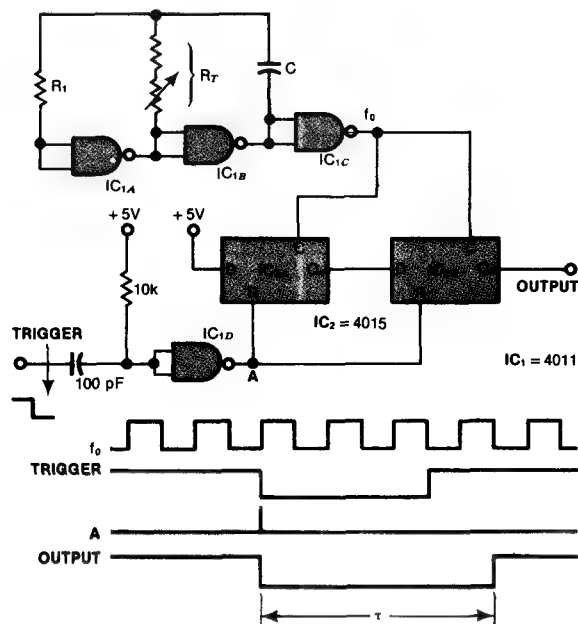 R₁
R_T
C
f₀
IC₁A
IC₁B
IC₁C
+ 5V
+ 5V
10k
IC₁D
TRIGGER
100 pF
A
OUTPUT
IC₂ = 4015
IC₁ = 4011
f₀
TRIGGER
A
OUTPUT
τ